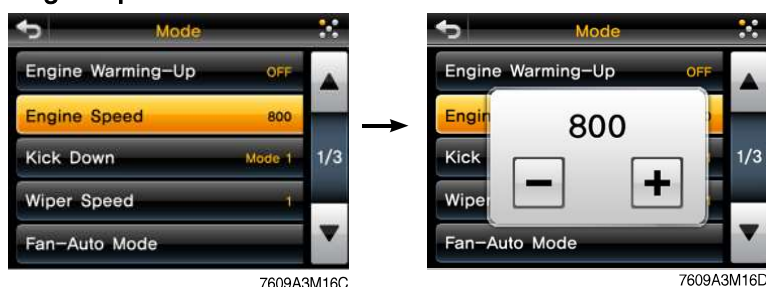 Mode
Engine Warming-Up OFF
Engine Speed 800
Kick Down Mode 1 1/3
Wiper Speed 1
Fan-Auto Mode
7609A3M16C
Mode
Engine Warming-Up OFF
Engin
800
Kick 1/3
Wiper
Fan-Auto Mode
7609A3M16D